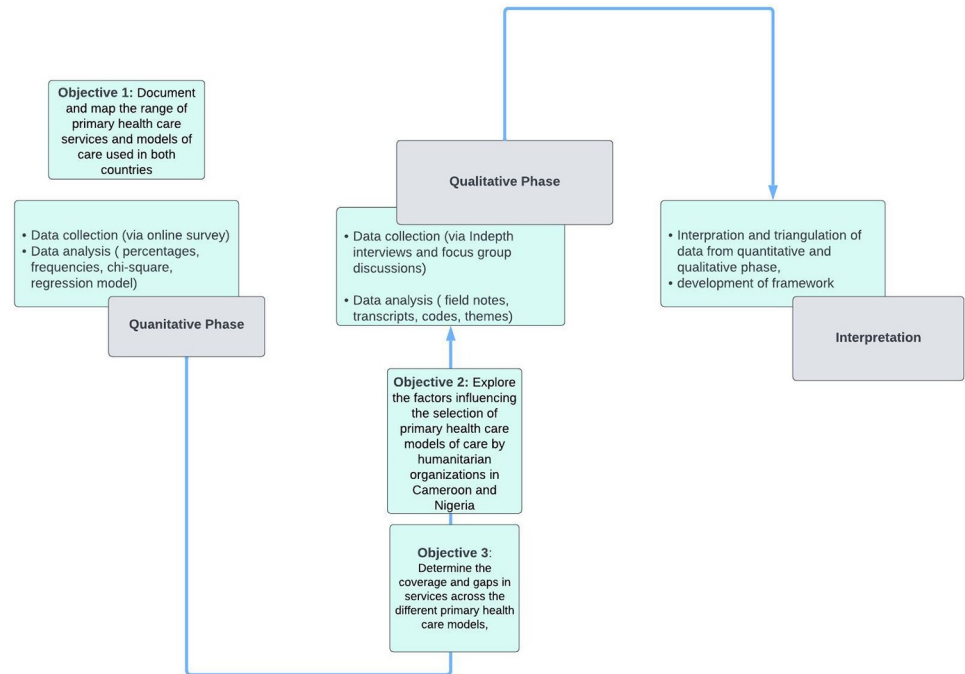 Objective 1: Document
and map the range of
primary health care
services and models of
care used in both
countries
• Data collection (via online survey)
• Data analysis ( percentages,
frequencies, chi-square,
regression model)
Quanitative Phase
Qualitative Phase
• Data collection (via Indepth
interviews and focus group
discussions)
• Data analysis ( field notes,
transcripts, codes, themes)
Objective 2: Explore
the factors influencing
the selection of
primary health care
models of care by
humanitarian
organizations in
Cameroon and
Nigeria
Objective 3:
Determine the
coverage and gaps in
services across the
different primary health
care models,
• Interpration and triangulation of
data from quantitative and
qualitative phase,
• development of framework
Interpretation